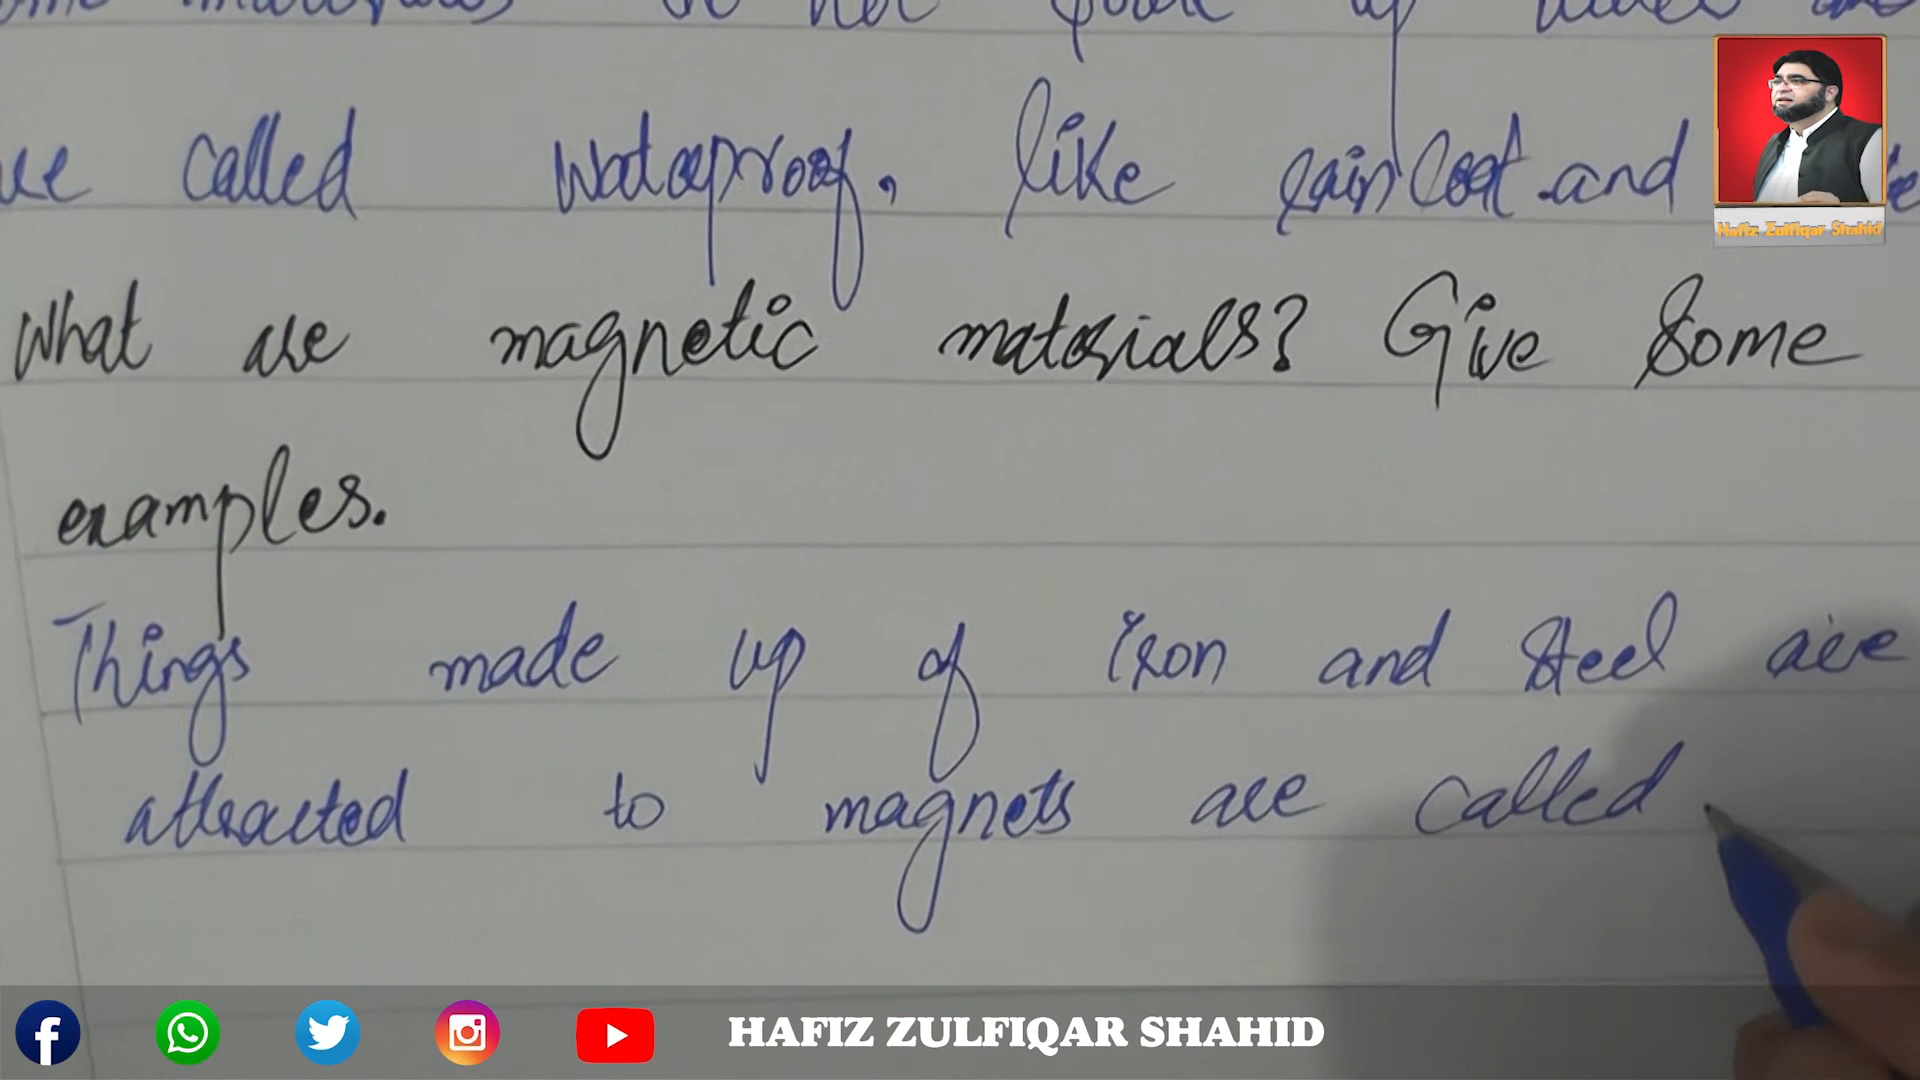 called Waterproof, like rain Coat and
Hafiz Zulfiqar Shahid
What are magnetic materials? Give Some
examples.
Things made up of iron and Steel are
attracted to magnets are called
HAFIZ ZULFIQAR SHAHID